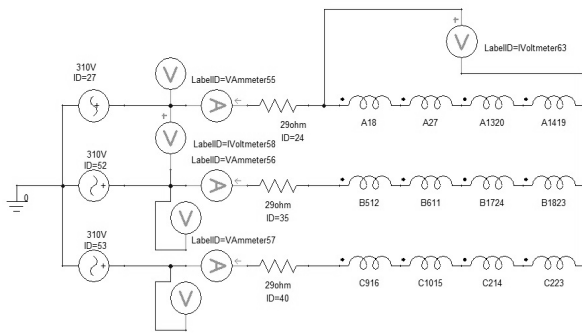 310V
ID=27
LabelID=VAmmeter55
LabelID=IVoltmeter63
29ohm
ID=24
A18
A27
A1320
A1419
310V
ID=52
LabelID=IVoltmeter58
LabelID=VAmmeter56
29ohm
ID=35
B512
B611
B1724
B1823
0
310V
ID=53
LabelID=VAmmeter57
29ohm
ID=40
C916
C1015
C214
C223
V
V
V
V
V
A
A
A